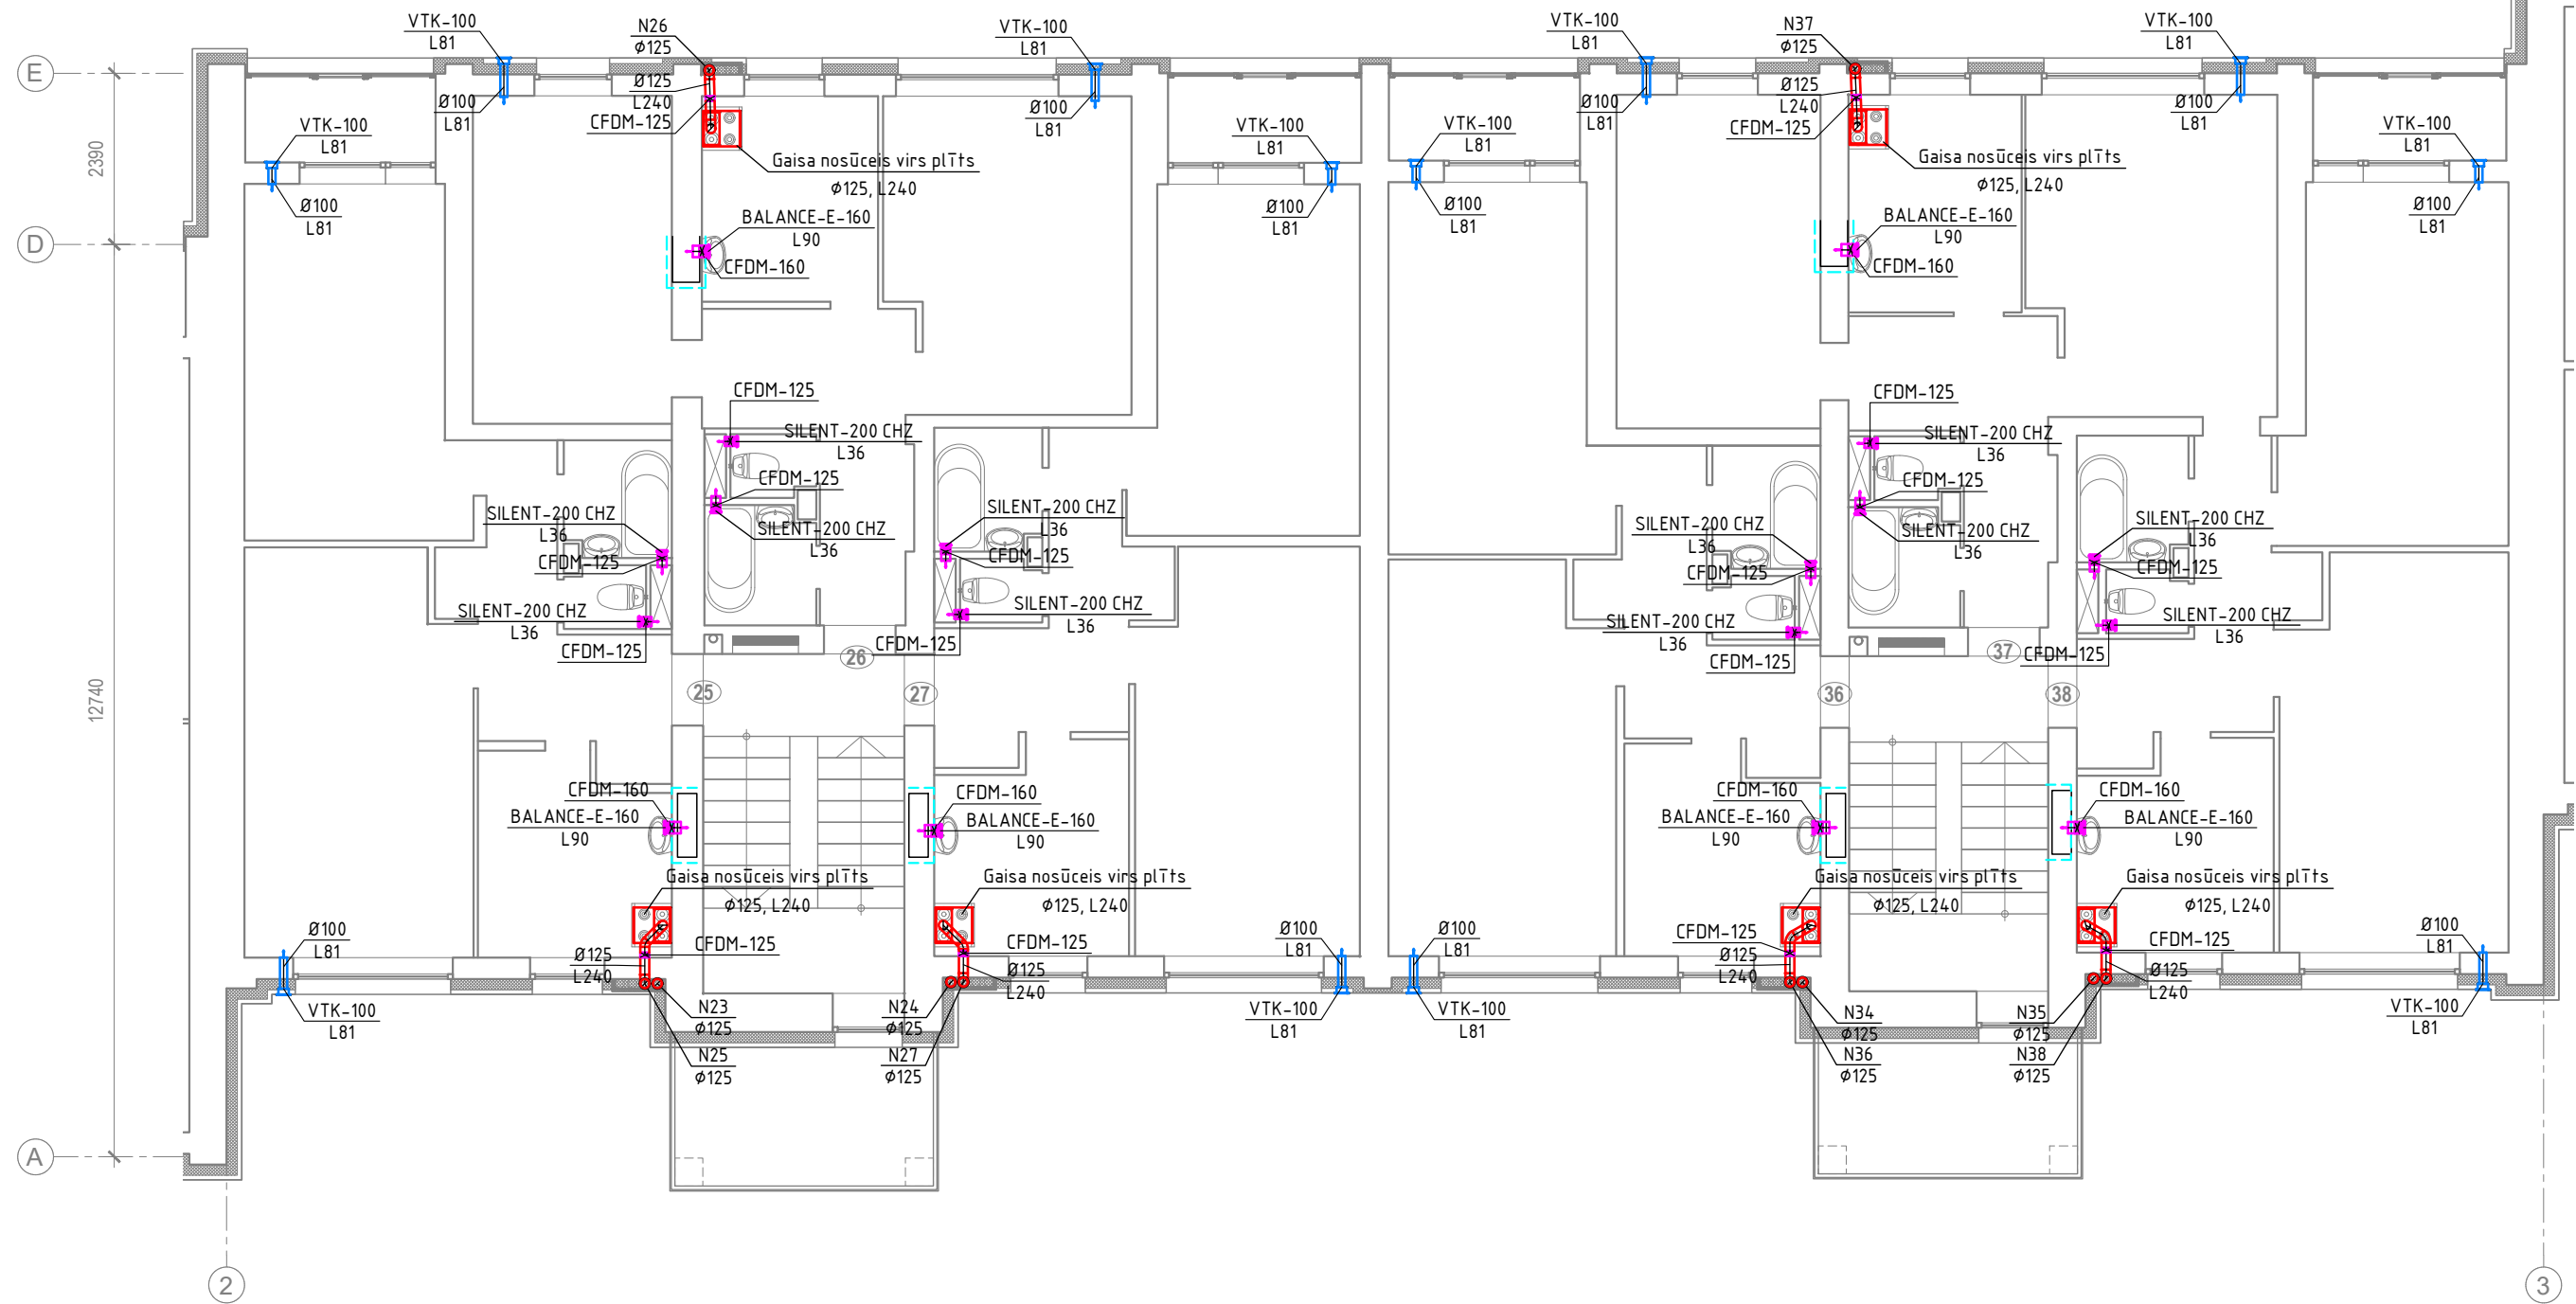 VTK-100
L81
N26
ϕ125
VTK-100
L81
VTK-100
L81
N37
ϕ125
VTK-100
L81
E
Ø125
L240
Ø100
L81
Ø100
L81
Ø125
L240
Ø100
L81
Ø100
L81
CFDM-125
CFDM-125
VTK-100
L81
VTK-100
L81
VTK-100
L81
VTK-100
L81
2390
Gaisa nosūceis virs plīts
ϕ125, L240
Gaisa nosūceis virs plīts
ϕ125, L240
Ø100
L81
Ø100
L81
Ø100
L81
Ø100
L81
D
BALANCE-E-160
L90
CFDM-160
BALANCE-E-160
L90
CFDM-160
CFDM-125
SILENT-200 CHZ
L36
CFDM-125
SILENT-200 CHZ
L36
CFDM-125
SILENT-200 CHZ
L36
CFDM-125
SILENT-200 CHZ
L36
SILENT-200 CHZ
L36
CFDM-125
SILENT-200 CHZ
L36
CFDM-125
SILENT-200 CHZ
L36
CFDM-125
SILENT-200 CHZ
L36
CFDM-125
SILENT-200 CHZ
L36
CFDM-125
SILENT-200 CHZ
L36
CFDM-125
SILENT-200 CHZ
L36
CFDM-125
SILENT-200 CHZ
L36
CFDM-125
12740
25
26
27
36
37
38
CFDM-160
BALANCE-E-160
L90
CFDM-160
BALANCE-E-160
L90
CFDM-160
BALANCE-E-160
L90
CFDM-160
BALANCE-E-160
L90
Gaisa nosūceis virs plīts
ϕ125, L240
Gaisa nosūceis virs plīts
ϕ125, L240
Gaisa nosūceis virs plīts
ϕ125, L240
Gaisa nosūceis virs plīts
ϕ125, L240
Ø100
L81
Ø125
L240
CFDM-125
CFDM-125
Ø125
L240
Ø100
L81
Ø100
L81
CFDM-125
Ø125
L240
CFDM-125
Ø125
L240
Ø100
L81
VTK-100
L81
N23
ϕ125
N25
ϕ125
N24
ϕ125
N27
ϕ125
VTK-100
L81
VTK-100
L81
N34
ϕ125
N36
ϕ125
N35
ϕ125
N38
ϕ125
VTK-100
L81
A
2
3